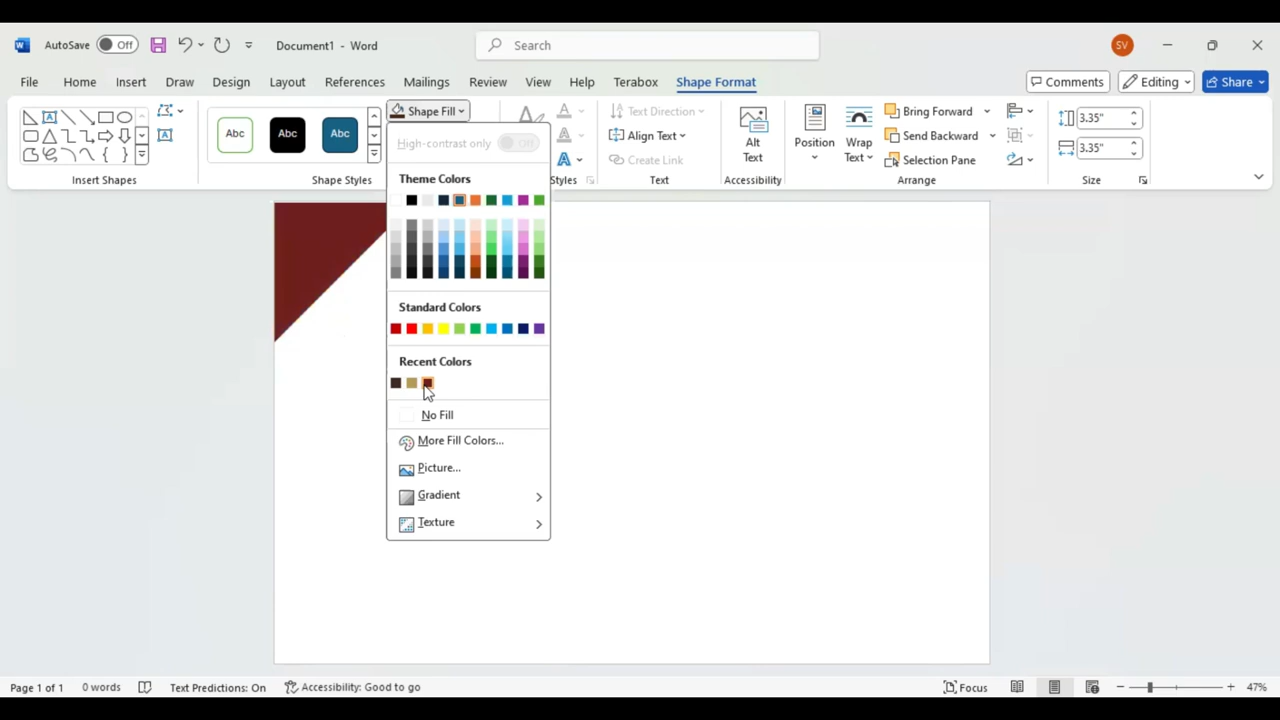 AutoSave Off Document1 - Word Search SV
File Home Insert Draw Design Layout References Mailings Review View Help Terabox Shape Format Comments Editing Share
Shape Fill Text Direction Bring Forward 3.35"
Abc Abc Abc Align Text Send Backward 3.35"
Create Link Alt Text Position Wrap Text Selection Pane
Insert Shapes Shape Styles Styles Text Accessibility Arrange Size
High-contrast only Off
Theme Colors
Standard Colors
Recent Colors
No Fill
More Fill Colors...
Picture...
Gradient
Texture
Page 1 of 1 0 words Text Predictions: On Accessibility: Good to go Focus 47%